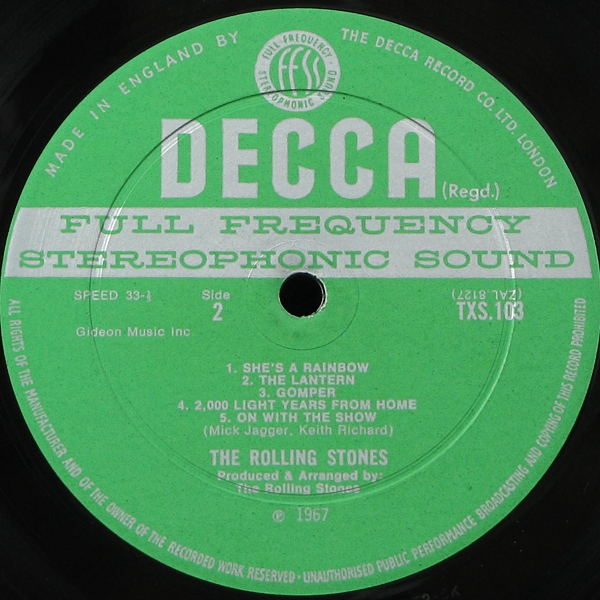 MADE IN ENGLAND BY
THE DECCA RECORD CO. LTD. LONDON
FULL·FREQUENCY·
STEREOPHONIC SOUND
FFSS
DECCA
(Regd.)
FULL FREQUENCY
STEREOPHONIC SOUND
SPEED 33-⅓
Side
2
(ZAL.8127)
TXS.103
Gideon Music Inc.
1. SHE'S A RAINBOW
2. THE LANTERN
3. GOMPER
4. 2,000 LIGHT YEARS FROM HOME
5. ON WITH THE SHOW
(Mick Jagger, Keith Richard)
THE ROLLING STONES
Produced & Arranged by:
The Rolling Stones
℗ 1967
ALL RIGHTS OF THE MANUFACTURER AND OF THE OWNER OF THE RECORDED WORK RESERVED · UNAUTHORISED PUBLIC PERFORMANCE BROADCASTING AND COPYING OF THIS RECORD PROHIBITED